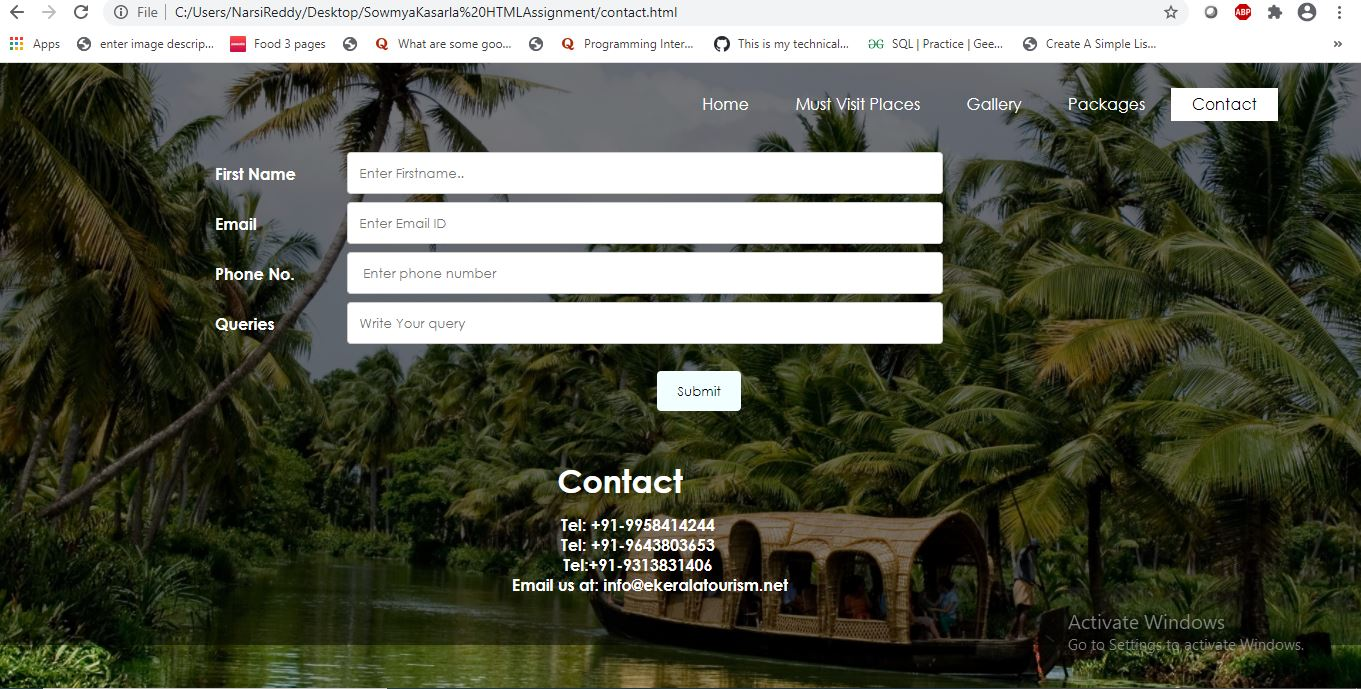 File C:/Users/NarsiReddy/Desktop/SowmyaKasarla%20HTMLAssignment/contact.html ABP
Apps enter image descrip... Food 3 pages Q What are some goo... Q Programming Inter... This is my technical... SQL | Practice | Gee... Create A Simple Lis... »
Home Must Visit Places Gallery Packages Contact
First Name Enter Firstname..
Email Enter Email ID
Phone No. Enter phone number
Queries Write Your query
Submit
Contact
Tel: +91-9958414244
Tel: +91-9643803653
Tel:+91-9313831406
Email us at: info@ekeralatourism.net
Activate Windows
Go to Settings to activate Windows.